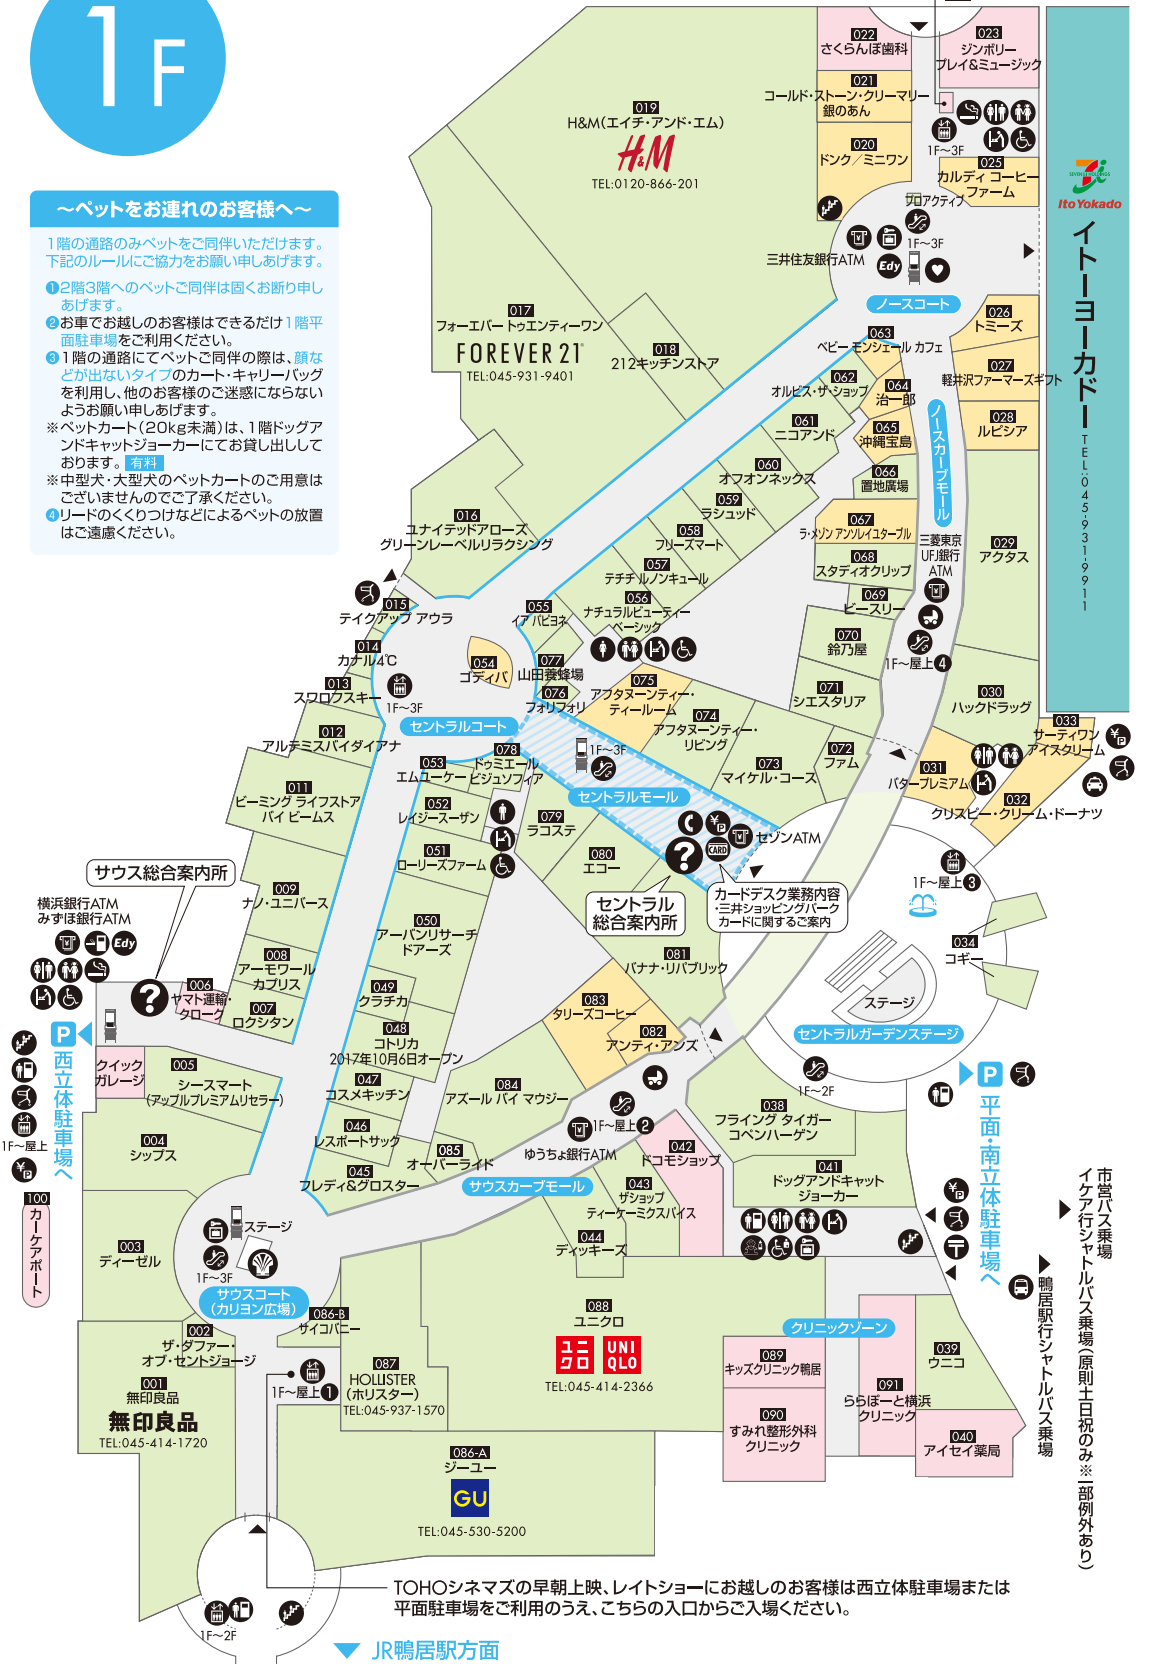 1F
～ペットをお連れのお客様へ～
1階の通路のみペットをご同伴いただけます。
下記のルールにご協力をお願い申しあげます。
❶2階3階へのペットご同伴は固くお断り申し
あげます。
❷お車でお越しのお客様はできるだけ1階平
面駐車場をご利用ください。
❸1階の通路にてペットご同伴の際は、顔な
どが出ないタイプのカート・キャリーバッグ
を利用し、他のお客様のご迷惑にならない
ようお願い申しあげます。
※ペットカート(20kg未満)は、1階ドッグア
ンドキャットジョーカーにてお貸し出しして
おります。 有料
※中型犬・大型犬のペットカートのご用意は
ございませんのでご了承ください。
❹リードのくくりつけなどによるペットの放置
はご遠慮ください。
022
さくらんぼ歯科
023
ジンボリー
プレイ&ミュージック
021
コールド・ストーン・クリーマリー
銀のあん
020
ドンク／ミニワン
1F～3F
025
カルディ コーヒー
ファーム
プロアクティブ
1F～3F
三井住友銀行ATM
Edy
ノースコート
019
H&M(エイチ・アンド・エム)
H&M
TEL:0120-866-201
SEVEN&i HOLDINGS
Ito Yokado
イトーヨーカドー
TEL:045-931-9911
017
フォーエバー トゥエンティーワン
FOREVER 21
TEL:045-931-9401
018
212キッチンストア
026
トミーズ
027
軽井沢ファーマーズギフト
028
ルピシア
063
ベビー モンシェール カフェ
062
オルビス・ザ・ショップ
064
治一郎
061
ニコアンド
065
沖縄宝島
ノースカーブモール
060
オフオンネックス
066
置地廣場
059
ラシュッド
067
ラ・メゾン アンソレイユターブル
058
フリーズマート
068
スタディオクリップ
三菱東京
UFJ銀行
ATM
029
アクタス
057
テチチ ルノンキュール
069
ビースリー
056
ナチュラルビューティー
ベーシック
070
鈴乃屋
1F～屋上❹
071
シエスタリア
030
ハックドラッグ
016
ユナイテッドアローズ
グリーンレーベルリラクシング
015
テイクアップ アウラ
055
イア パピヨネ
014
カナル4℃
054
ゴディバ
077
山田養蜂場
013
スワロフスキー
1F～3F
076
フォリフォリ
075
アフタヌーンティー・
ティールーム
セントラルコート
012
アルテミスバイダイアナ
074
アフタヌーンティー・
リビング
073
マイケル・コース
072
ファム
033
サーティワン
アイスクリーム
031
バタープレミアム
032
クリスピー・クリーム・ドーナツ
053
エムユーケー
078
ドゥミエール
ビジュソフィア
1F～3F
セントラルモール
011
ビーミング ライフストア
バイ ビームス
052
レイジースーザン
079
ラコステ
セゾンATM
CARD
051
ローリーズファーム
080
エコー
カードデスク業務内容
・三井ショッピングパーク
カードに関するご案内
セントラル
総合案内所
サウス総合案内所
横浜銀行ATM
みずほ銀行ATM
Edy
009
ナノ・ユニバース
050
アーバンリサーチ
ドアーズ
1F～屋上❸
034
コギー
ステージ
セントラルガーデンステージ
1F～2F
081
バナナ・リパブリック
008
アーモワール
カプリス
006
ヤマト運輸・
クローク
007
ロクシタン
049
クラチカ
083
タリーズコーヒー
048
コトリカ
2017年10月6日オープン
082
アンティ・アンズ
P
西立体駐車場へ
クイック
ガレージ
005
シースマート
(アップルプレミアムリセラー)
047
コスメキッチン
084
アズール バイ マウジー
1F～屋上❷
ゆうちょ銀行ATM
038
フライング タイガー
コペンハーゲン
P
平面・南立体駐車場へ
1F～屋上
004
シップス
046
レスポートサック
085
オーバーライド
042
ドコモショップ
041
ドッグアンドキャット
ジョーカー
045
フレディ&グロスター
サウスカーブモール
043
ザショップ
ティーケーミクスパイス
100
カーケアポート
003
ディーゼル
ステージ
1F～3F
サウスコート
(カリヨン広場)
044
ディッキーズ
市営バス乗場
イケア行シャトルバス乗場(原則土日祝のみ※一部例外あり)
鴨居駅行シャトルバス乗場
002
ザ・ダファー・
オブ・セントジョージ
086-B
サイコバニー
088
ユニクロ
ユニクロ
UNIQLO
TEL:045-414-2366
クリニックゾーン
001
無印良品
無印良品
TEL:045-414-1720
1F～屋上❶
087
HOLLISTER
(ホリスター)
TEL:045-937-1570
089
キッズクリニック鴨居
039
ウニコ
091
ららぽーと横浜
クリニック
090
すみれ整形外科
クリニック
040
アイセイ薬局
086-A
ジーユー
GU
TEL:045-530-5200
1F～2F
TOHOシネマズの早朝上映、レイトショーにお越しのお客様は西立体駐車場または
平面駐車場をご利用のうえ、こちらの入口からご入場ください。
JR鴨居駅方面